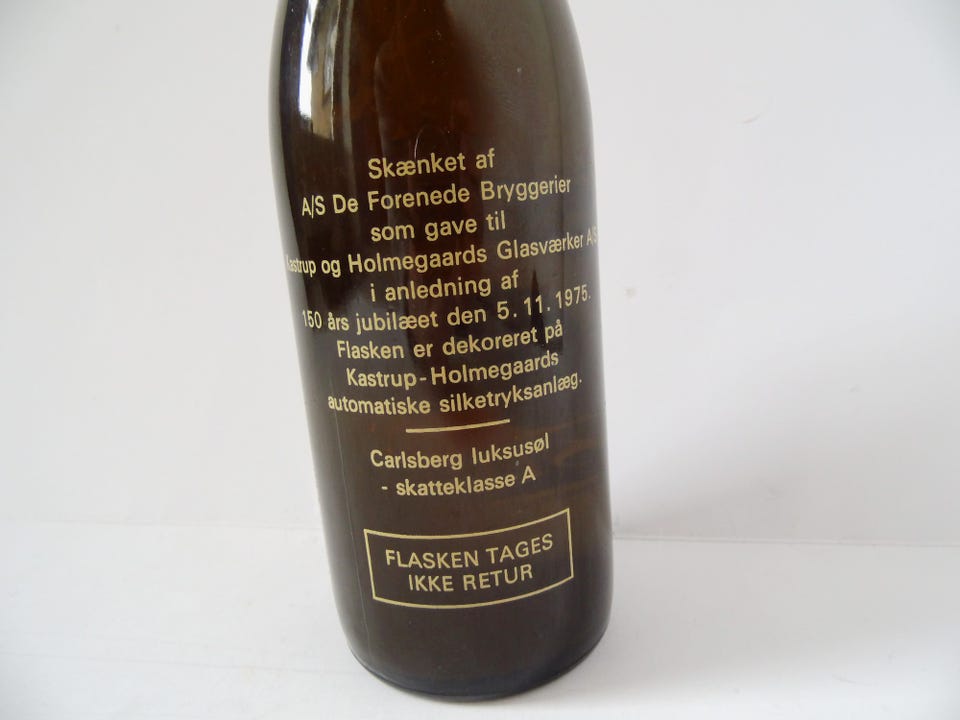 Skænket af
A/S De Forenede Bryggerier
som gave til
Kastrup og Holmegaards Glasværker A/S
i anledning af
150 års jubilæet den 5.11.1975.
Flasken er dekoreret på
Kastrup-Holmegaards
automatiske silketryksanlæg.
Carlsberg luksusøl
- skatteklasse A
FLASKEN TAGES
IKKE RETUR